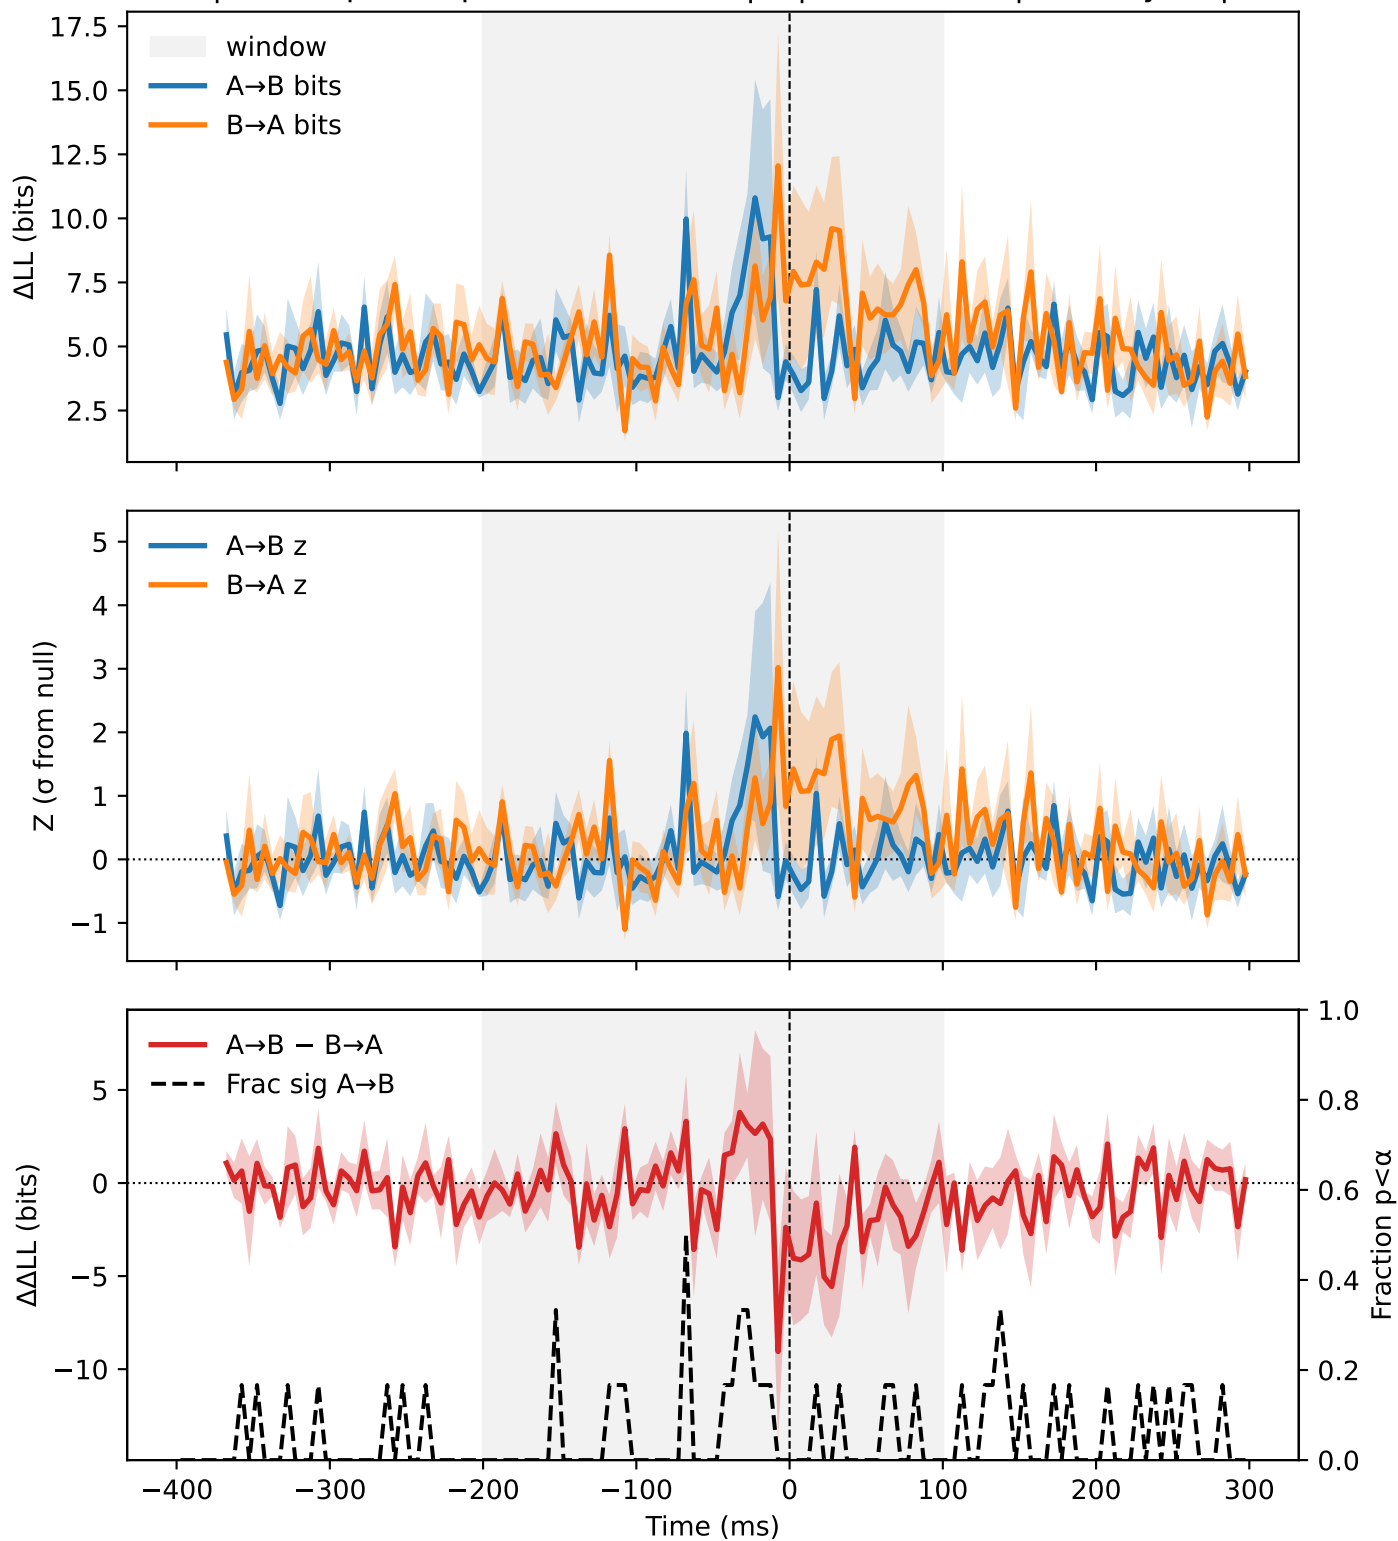 17.5
15.0
12.5
10.0
7.5
5.0
2.5
ΔLL (bits)
window
A→B bits
B→A bits
5
4
3
2
1
0
−1
Z (σ from null)
A→B z
B→A z
5
0
−5
−10
ΔΔLL (bits)
A→B − B→A
Frac sig A→B
1.0
0.8
0.6
0.4
0.2
0.0
Fraction p<α
−400
−300
−200
−100
0
100
200
300
Time (ms)